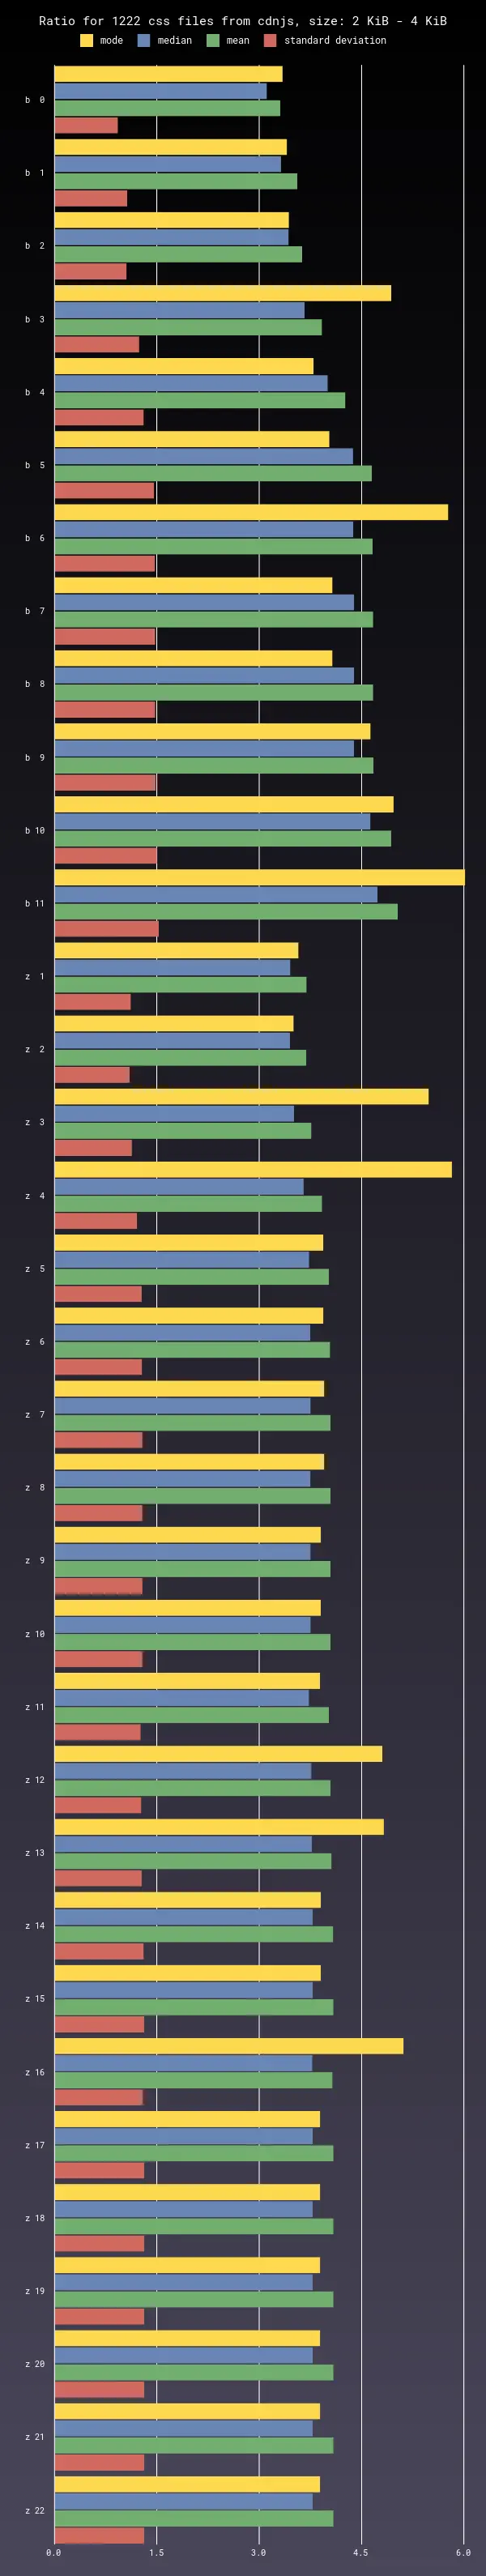 Ratio for 1222 css files from cdnjs, size: 2 KiB - 4 KiB
mode median mean standard deviation
b 0
b 1
b 2
b 3
b 4
b 5
b 6
b 7
b 8
b 9
b 10
b 11
z 1
z 2
z 3
z 4
z 5
z 6
z 7
z 8
z 9
z 10
z 11
z 12
z 13
z 14
z 15
z 16
z 17
z 18
z 19
z 20
z 21
z 22
0.0 1.5 3.0 4.5 6.0